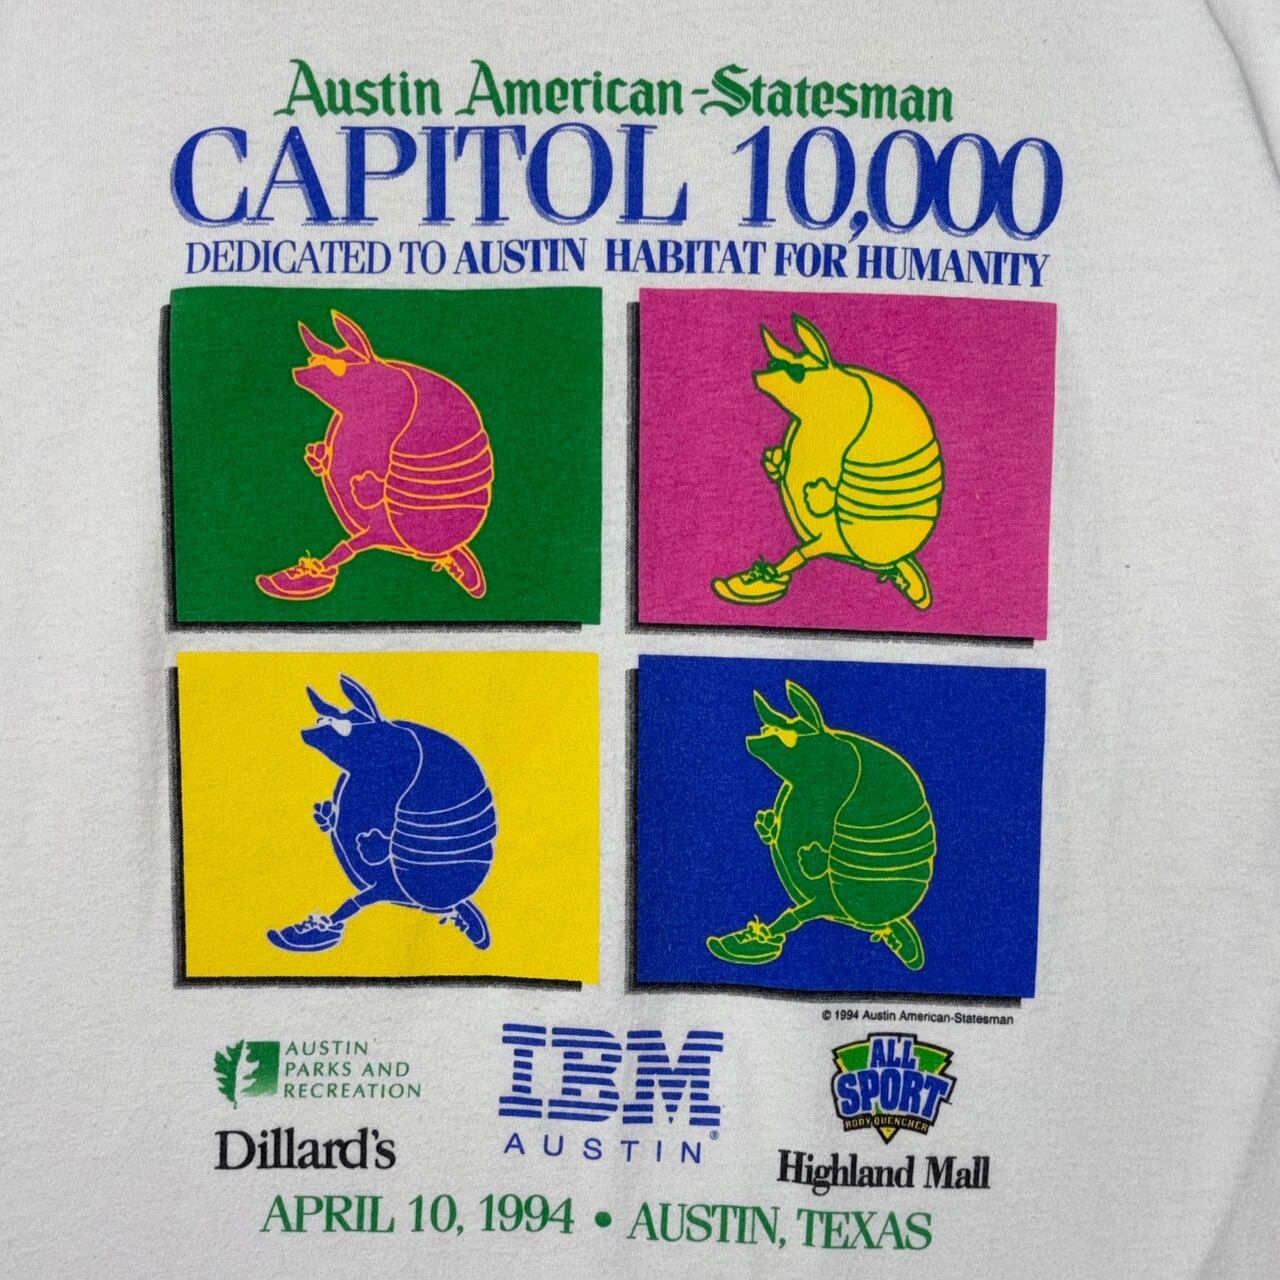 Austin American-Statesman
CAPITOL 10,000
DEDICATED TO AUSTIN HABITAT FOR HUMANITY
© 1994 Austin American-Statesman
AUSTIN
PARKS AND
RECREATION
Dillard's
IBM
AUSTIN®
ALL
SPORT
BODY QUENCHER
Highland Mall
APRIL 10, 1994 • AUSTIN, TEXAS